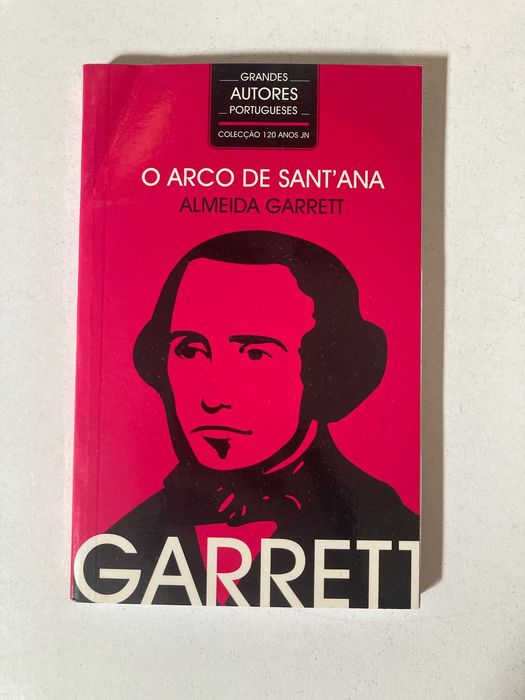 GRANDES
AUTORES
PORTUGUESES
COLECÇÃO 120 ANOS JN
O ARCO DE SANT'ANA
ALMEIDA GARRETT
GARRETT